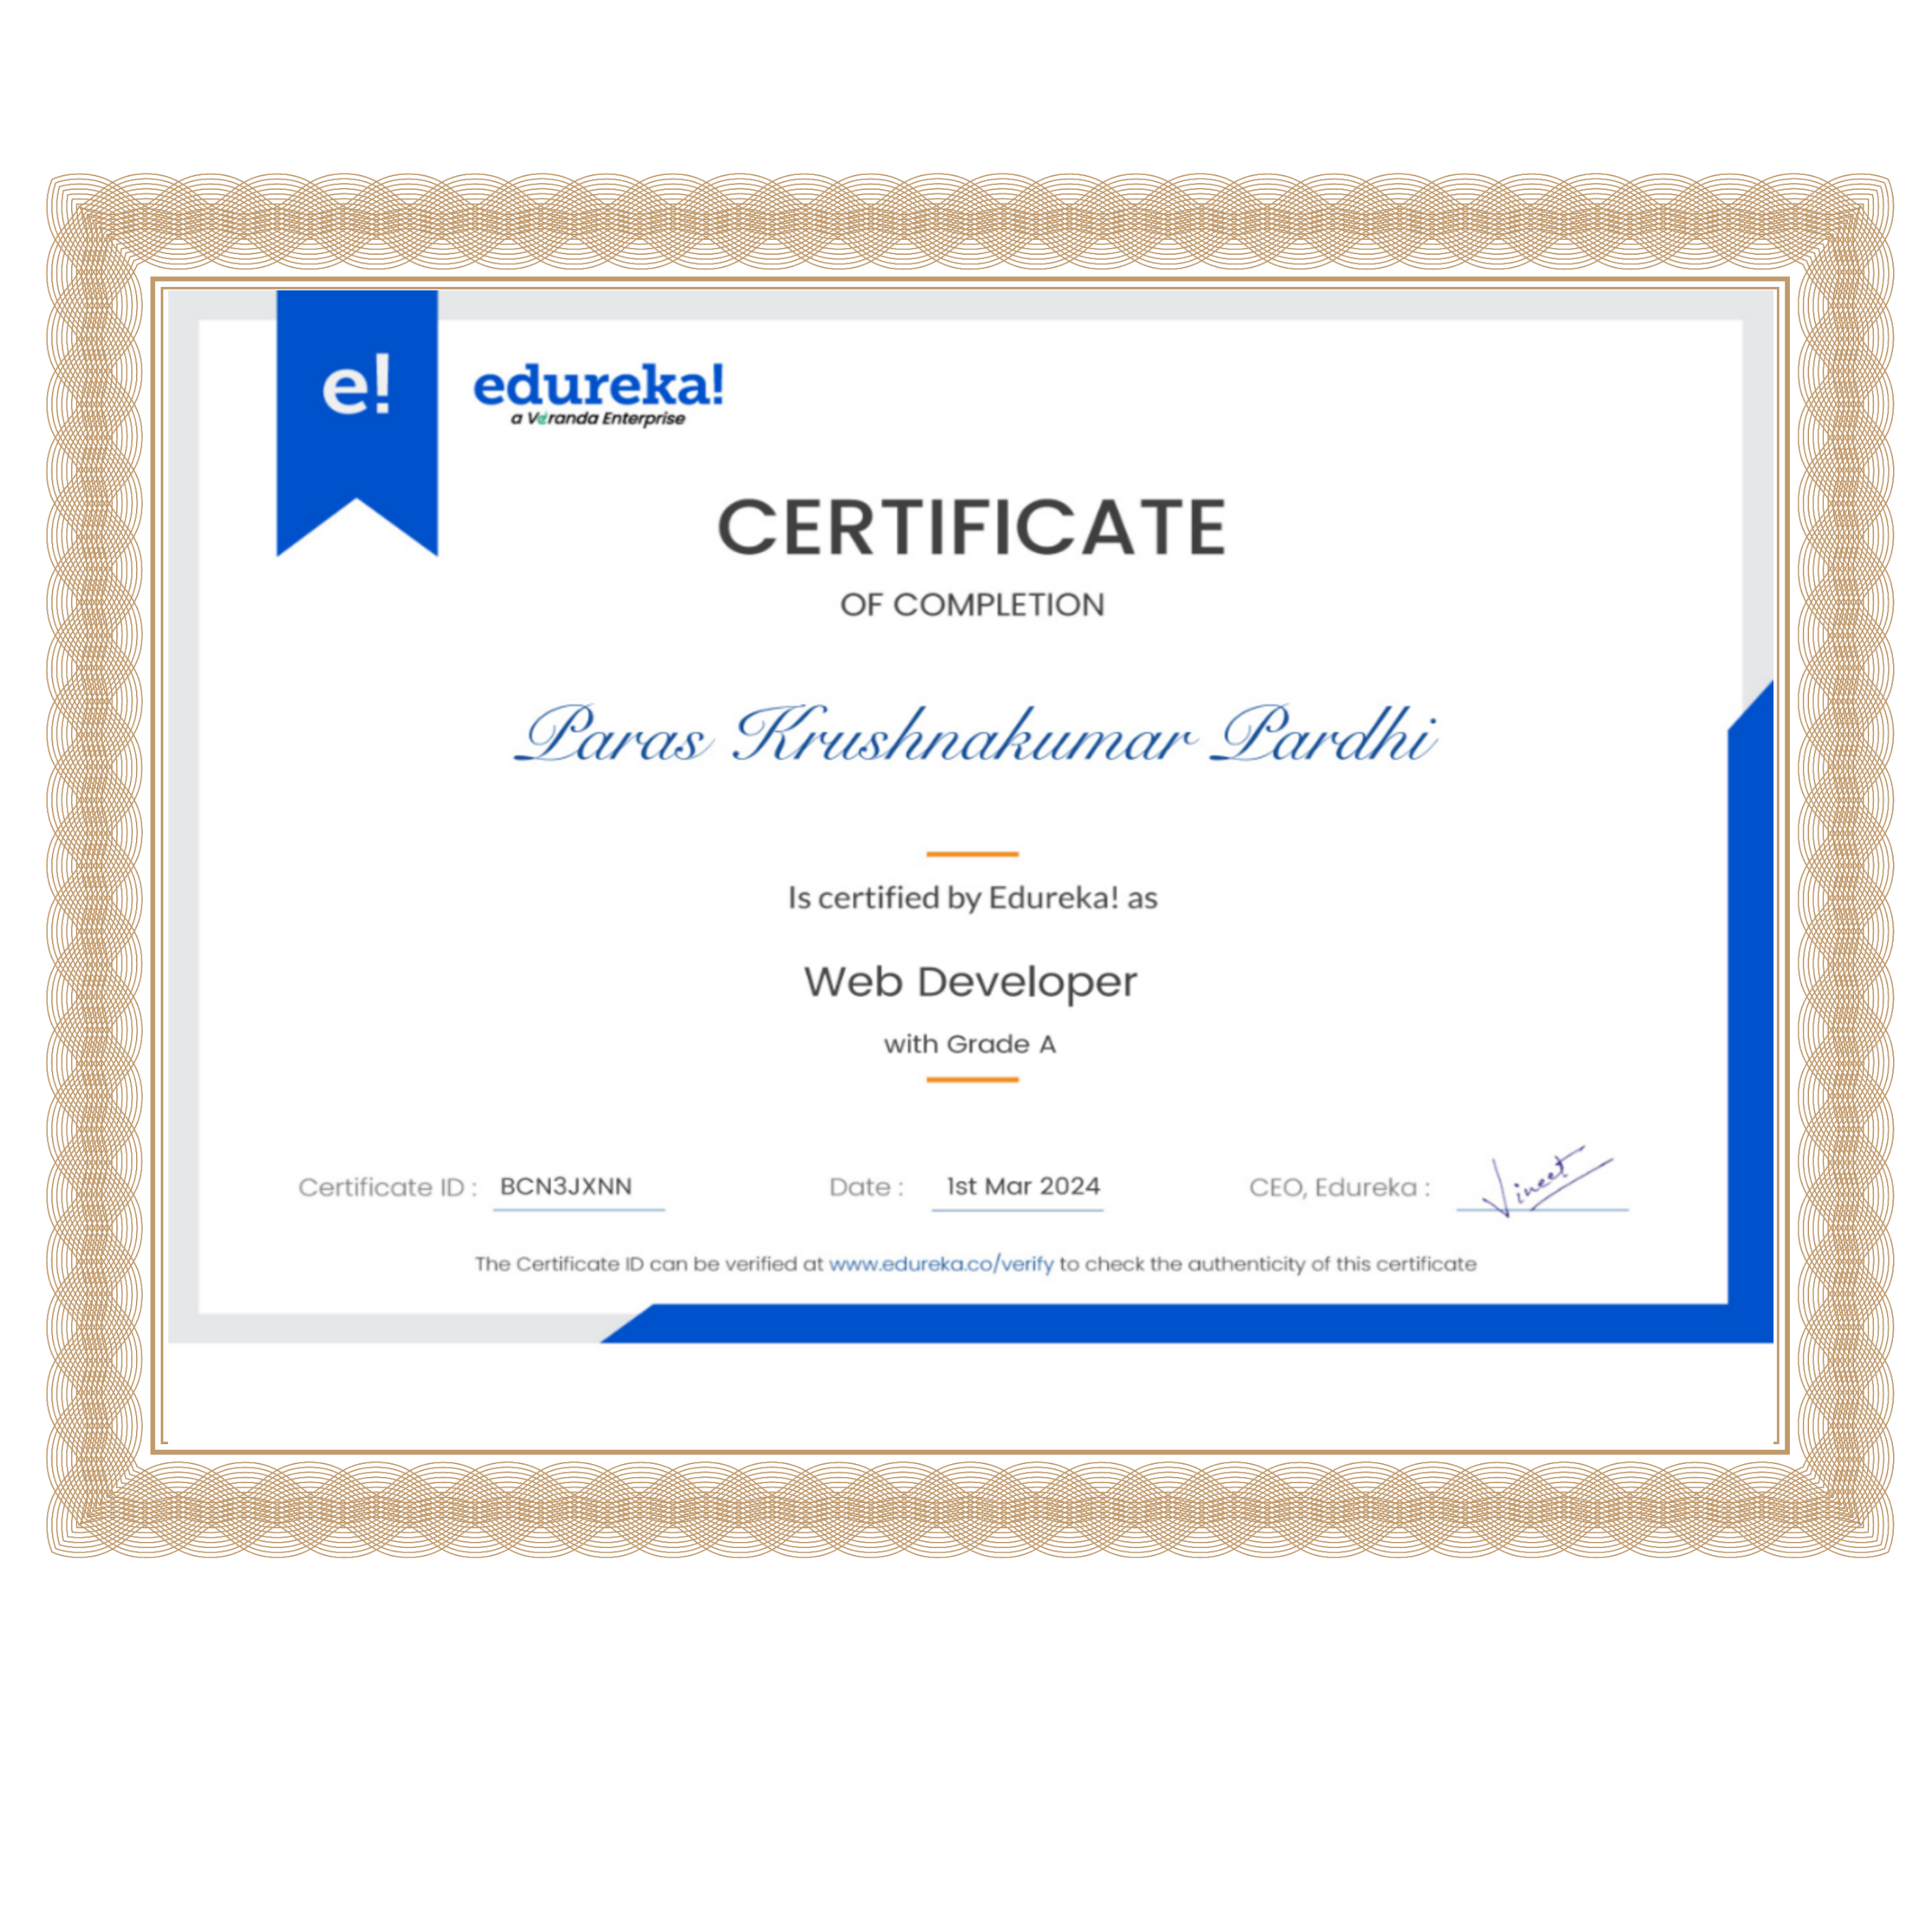 e!
edureka!
a Veranda Enterprise
CERTIFICATE
OF COMPLETION
Paras Krushnakumar Pardhi
Is certified by Edureka! as
Web Developer
with Grade A
Certificate ID : BCN3JXNN Date : 1st Mar 2024 CEO, Edureka : Vineet
The Certificate ID can be verified at www.edureka.co/verify to check the authenticity of this certificate